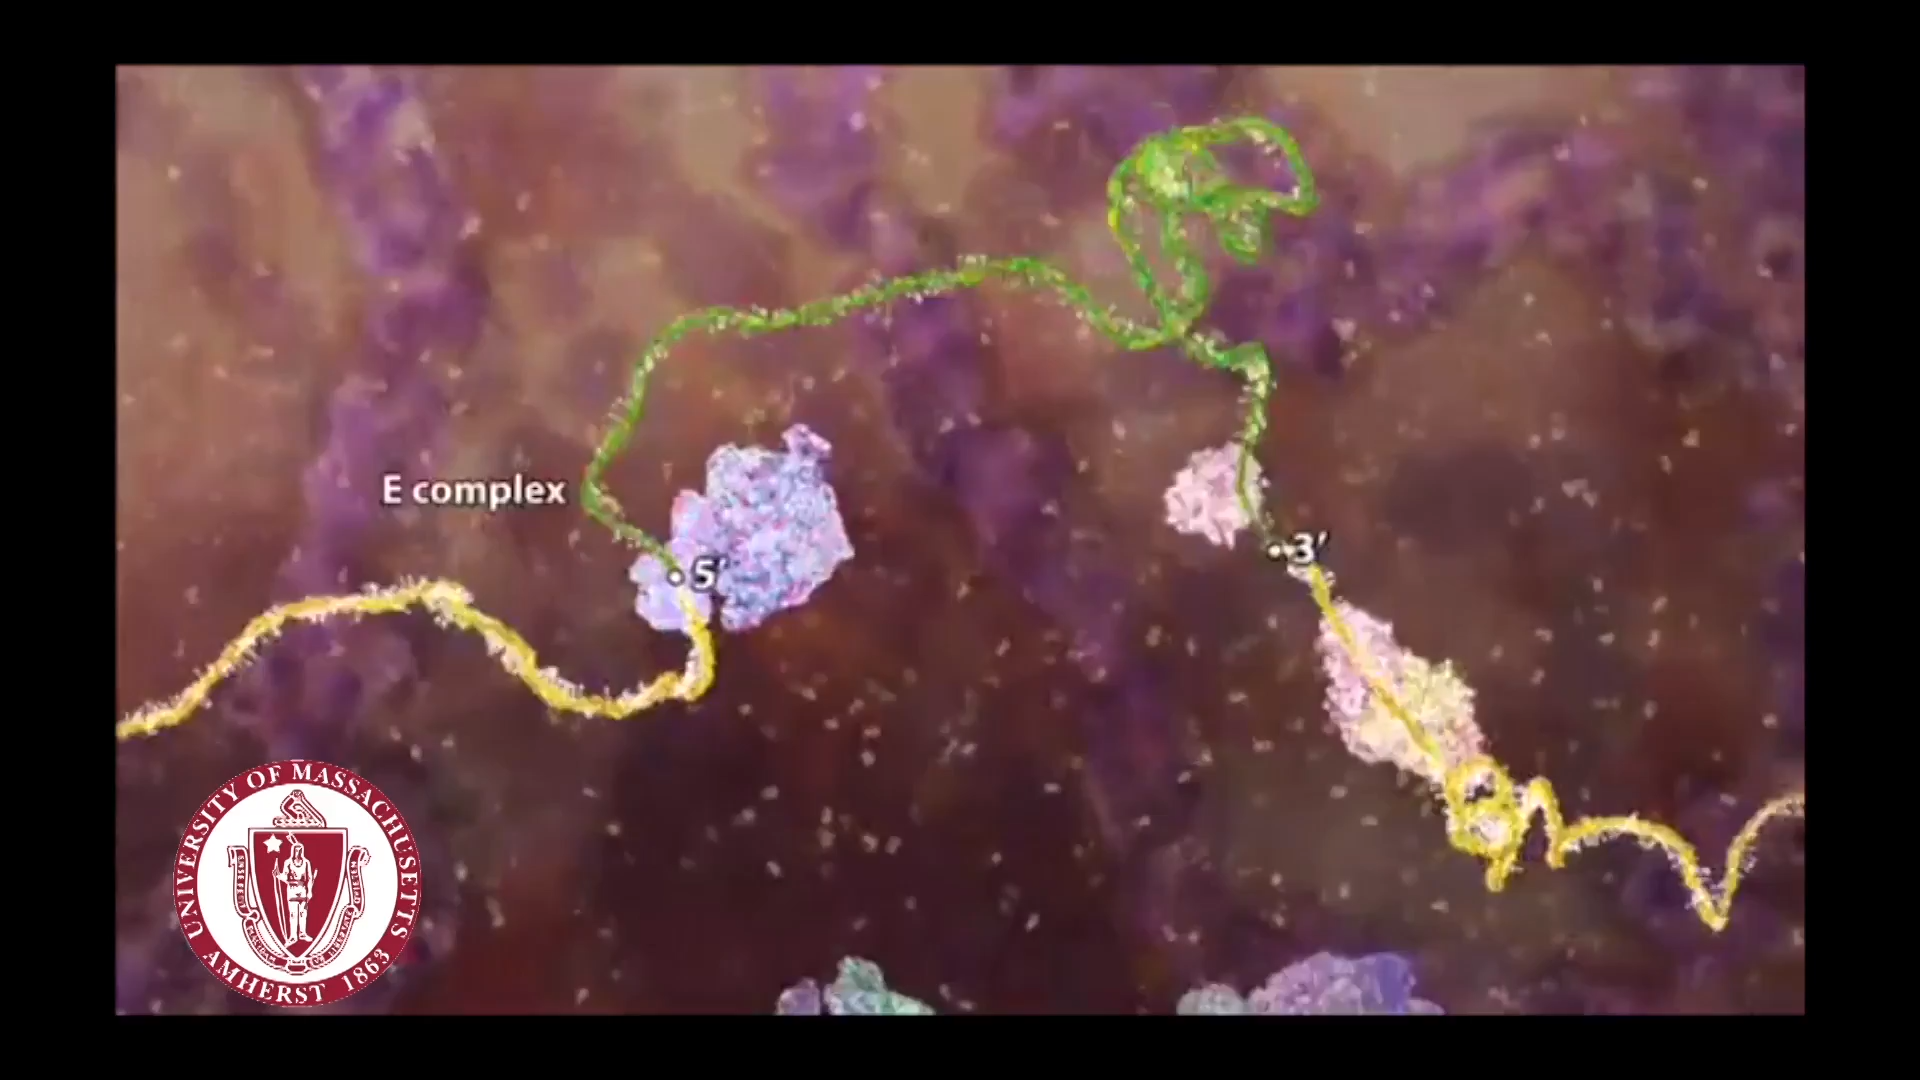 E complex
5′
3′
UNIVERSITY OF MASSACHUSETTS
AMHERST 1863